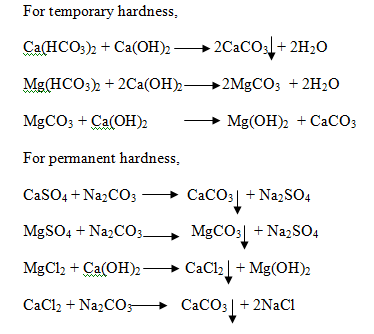 For temporary hardness,
Ca(HCO₃)₂ + Ca(OH)₂ → 2CaCO₃↓ + 2H₂O
Mg(HCO₃)₂ + 2Ca(OH)₂ → 2MgCO₃ + 2H₂O
MgCO₃ + Ca(OH)₂ → Mg(OH)₂ + CaCO₃
For permanent hardness,
CaSO₄ + Na₂CO₃ → CaCO₃↓ + Na₂SO₄
MgSO₄ + Na₂CO₃ → MgCO₃↓ + Na₂SO₄
MgCl₂ + Ca(OH)₂ → CaCl₂↓ + Mg(OH)₂
CaCl₂ + Na₂CO₃ → CaCO₃↓ + 2NaCl